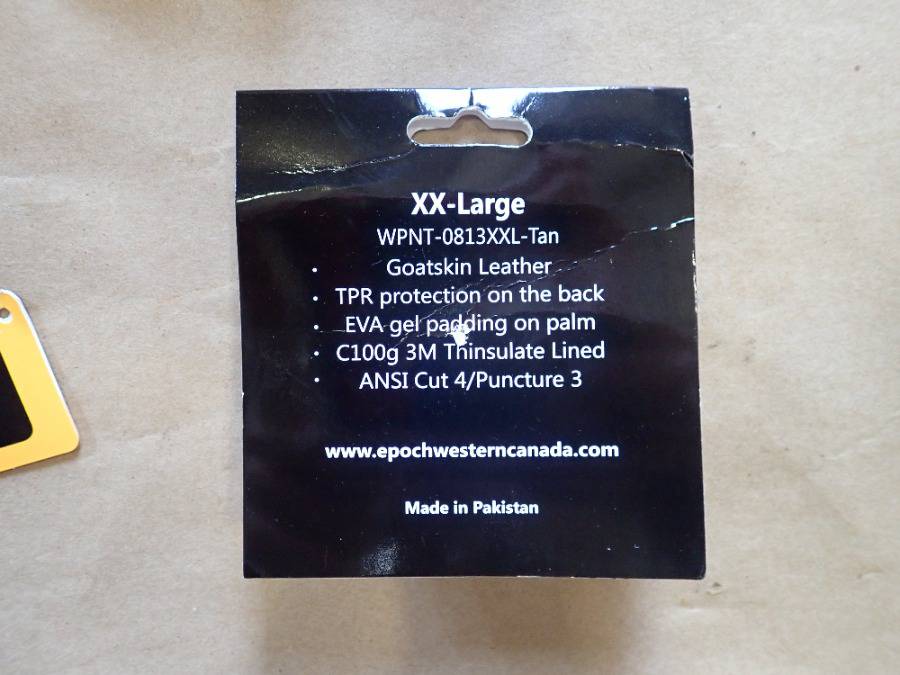 XX-Large
WPNT-0813XXL-Tan
• Goatskin Leather
• TPR protection on the back
• EVA gel padding on palm
• C100g 3M Thinsulate Lined
• ANSI Cut 4/Puncture 3
www.epochwesterncanada.com
Made in Pakistan